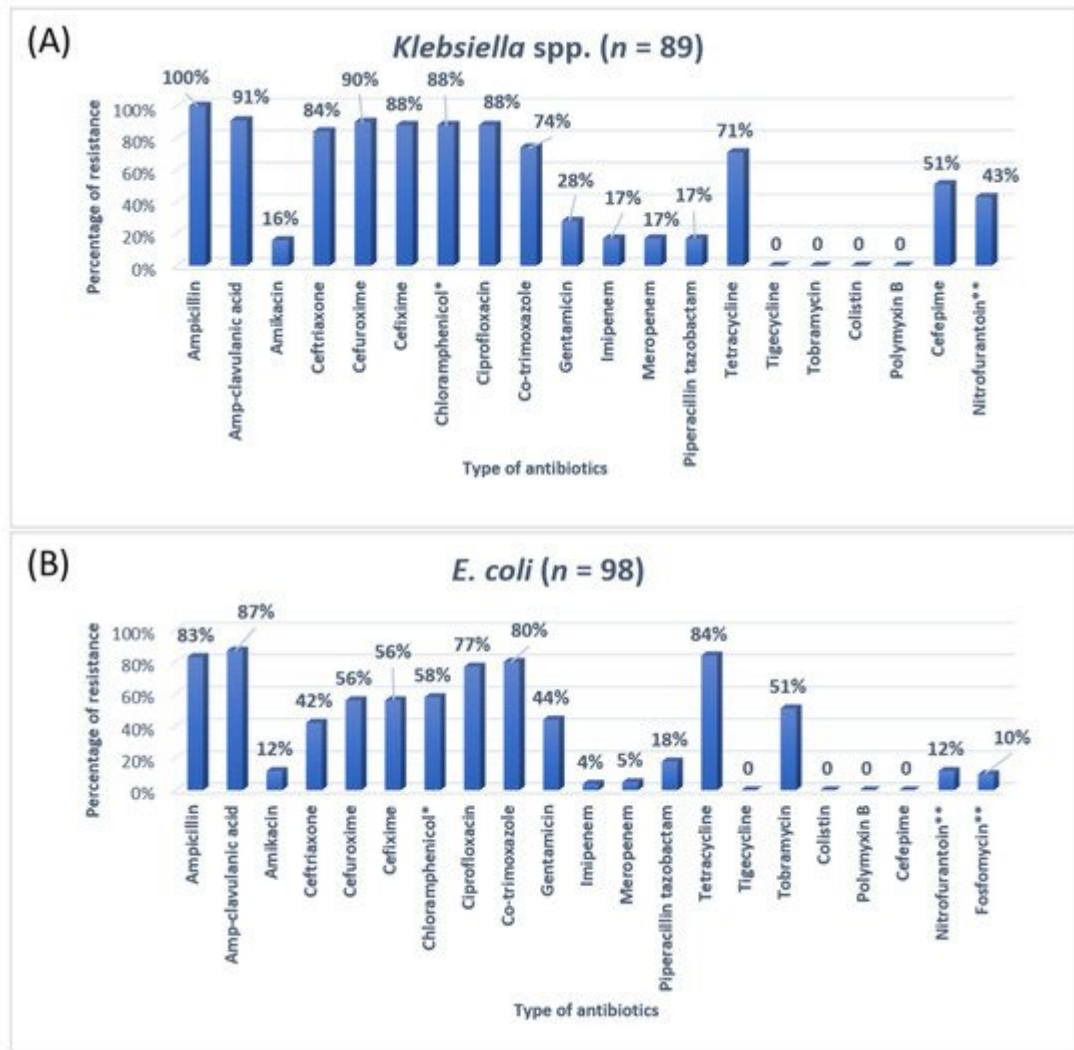 (A)
Klebsiella spp. (n = 89)
Percentage of resistance
100%
80%
60%
40%
20%
0%
100%
91%
16%
84%
90%
88%
88%
88%
74%
28%
17%
17%
17%
71%
0
0
0
0
51%
43%
Ampicillin
Amp-clavulanic acid
Amikacin
Ceftriaxone
Cefuroxime
Cefixime
Chloramphenicol*
Ciprofloxacin
Co-trimoxazole
Gentamicin
Imipenem
Meropenem
Piperacillin tazobactam
Tetracycline
Tigecycline
Tobramycin
Colistin
Polymyxin B
Cefepime
Nitrofurantoin**
Type of antibiotics
(B)
E. coli (n = 98)
Percentage of resistance
100%
80%
60%
40%
20%
0%
83%
87%
12%
42%
56%
56%
58%
77%
80%
44%
4%
5%
18%
84%
0
51%
0
0
0
12%
10%
Ampicillin
Amp-clavulanic acid
Amikacin
Ceftriaxone
Cefuroxime
Cefixime
Chloramphenicol*
Ciprofloxacin
Co-trimoxazole
Gentamicin
Imipenem
Meropenem
Piperacillin tazobactam
Tetracycline
Tigecycline
Tobramycin
Colistin
Polymyxin B
Cefepime
Nitrofurantoin**
Fosfomycin**
Type of antibiotics